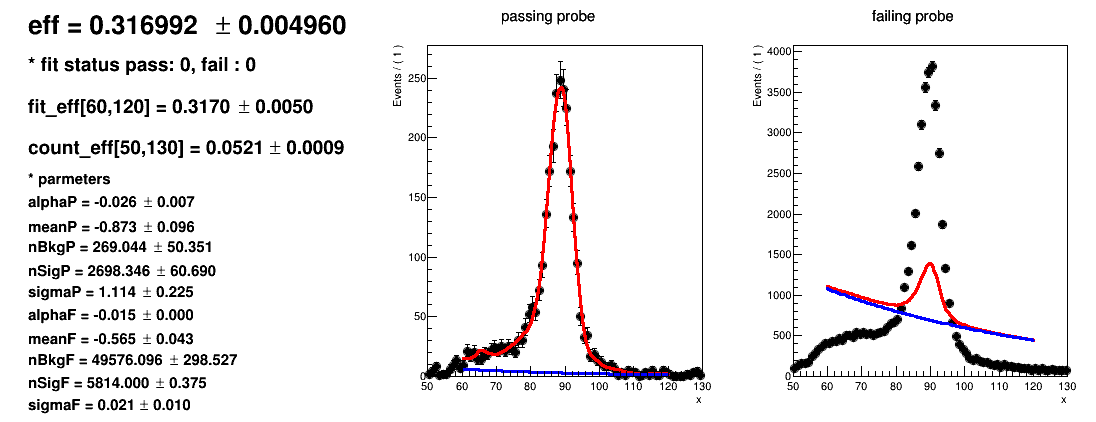 eff = 0.316992 ± 0.004960
* fit status pass: 0, fail : 0
fit_eff[60,120] = 0.3170 ± 0.0050
count_eff[50,130] = 0.0521 ± 0.0009
* parmeters
alphaP = -0.026 ± 0.007
meanP = -0.873 ± 0.096
nBkgP = 269.044 ± 50.351
nSigP = 2698.346 ± 60.690
sigmaP = 1.114 ± 0.225
alphaF = -0.015 ± 0.000
meanF = -0.565 ± 0.043
nBkgF = 49576.096 ± 298.527
nSigF = 5814.000 ± 0.375
sigmaF = 0.021 ± 0.010
passing probe
Events / ( 1 )
250
200
150
100
50
0
50 60 70 80 90 100 110 120 130
x
failing probe
Events / ( 1 )
4000
3500
3000
2500
2000
1500
1000
500
0
50 60 70 80 90 100 110 120 130
x